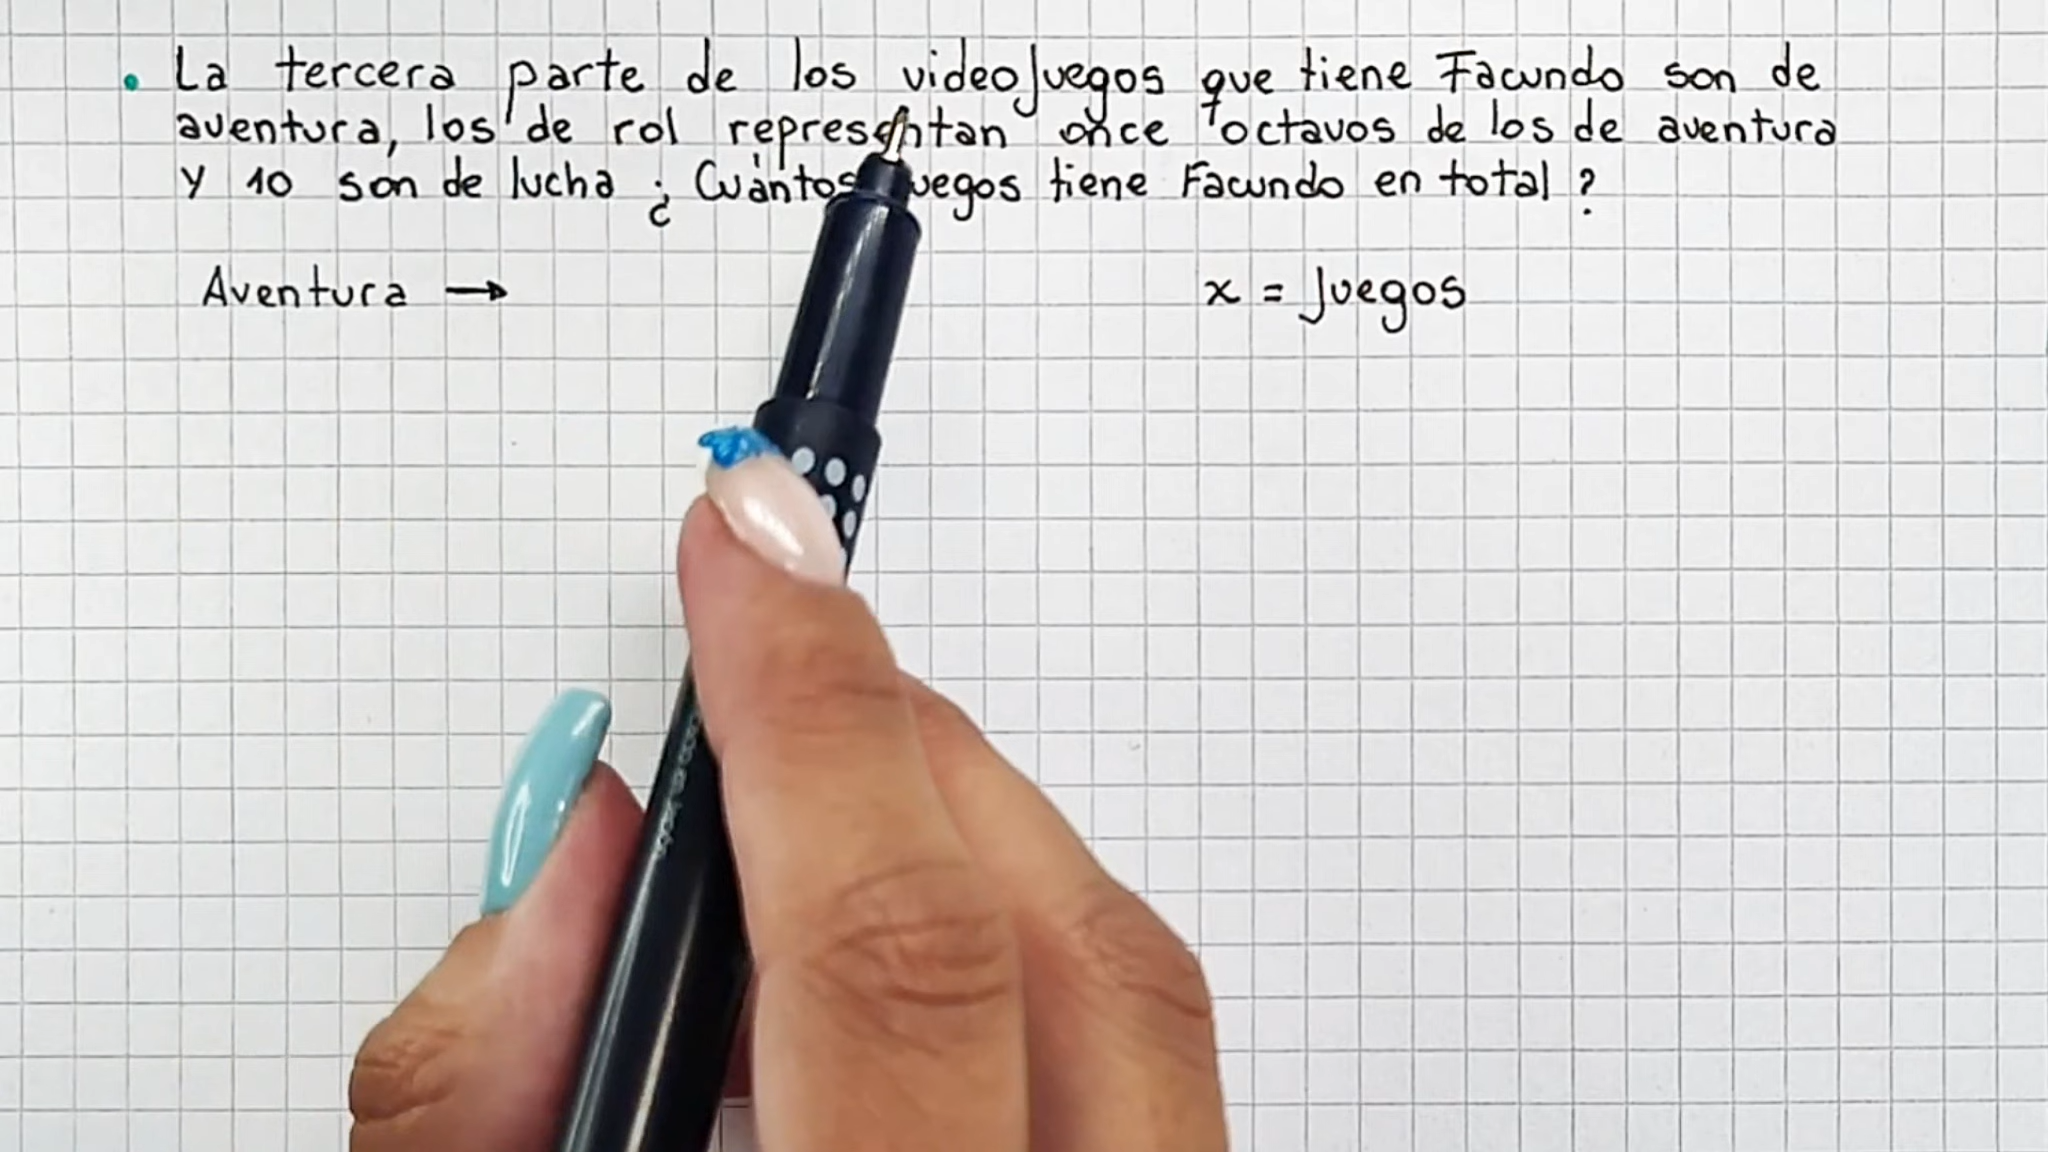 • La tercera parte de los videojuegos que tiene Facundo son de
aventura, los de rol representan once octavos de los de aventura
y 10 son de lucha ¿ Cuántos juegos tiene Facundo en total ?
Aventura →
x = Juegos